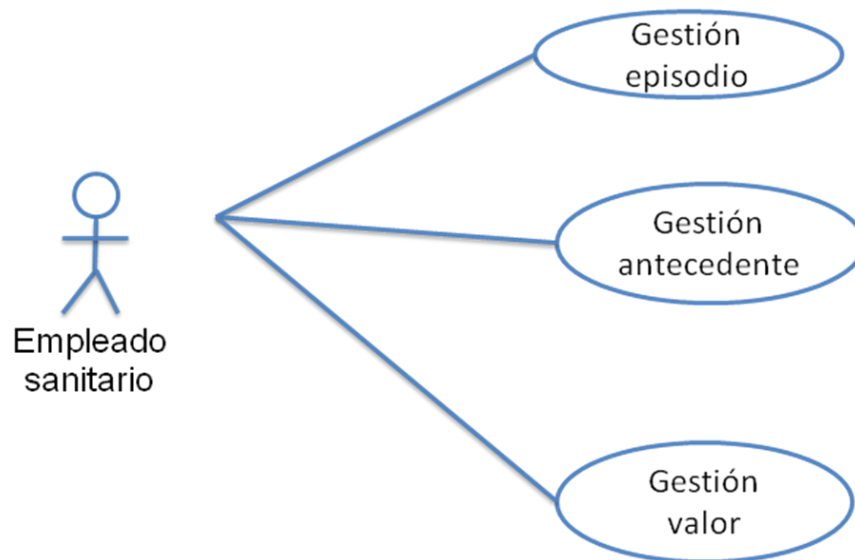 Gestión
episodio
Gestión
antecedente
Empleado
sanitario
Gestión
valor